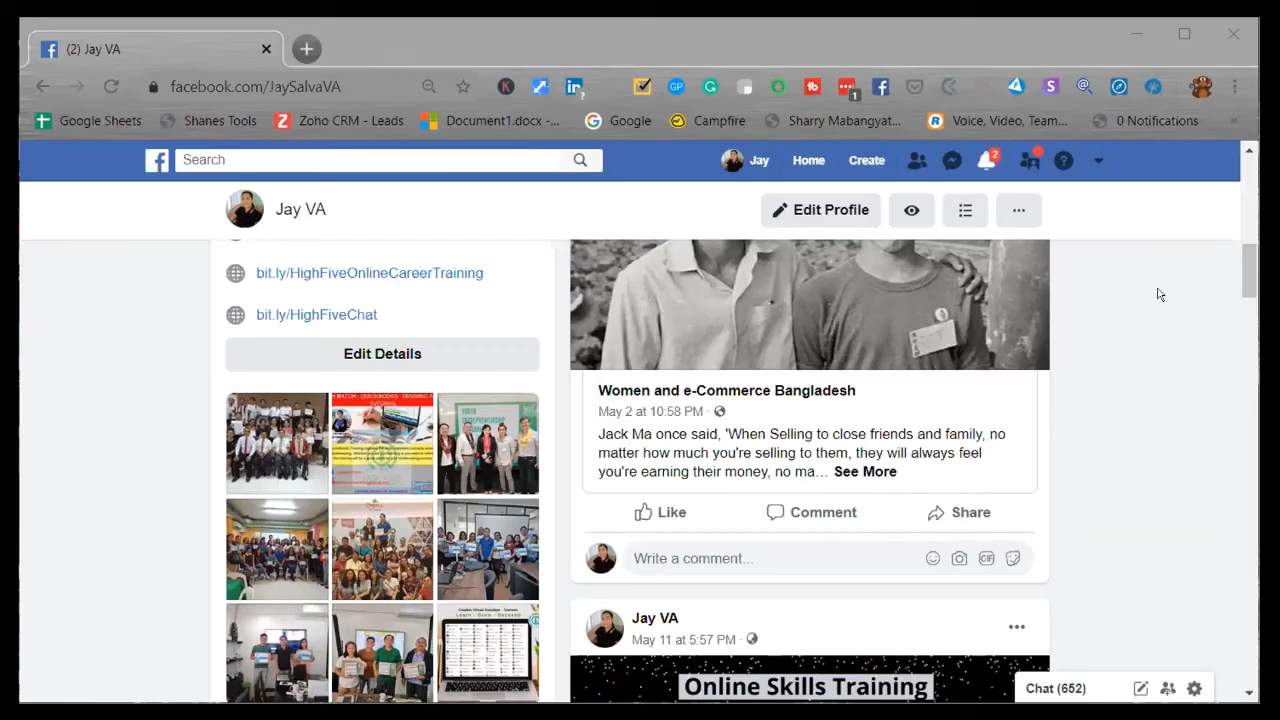 (2) Jay VA
facebook.com/JaySalvaVA
Google Sheets
Shanes Tools
Zoho CRM - Leads
Document1.docx -...
Google
Campfire
Sharry Mabangyat...
Voice, Video, Team...
0 Notifications
Search
Jay
Home
Create
2
Jay VA
Edit Profile
bit.ly/HighFiveOnlineCareerTraining
bit.ly/HighFiveChat
Edit Details
Women and e-Commerce Bangladesh
May 2 at 10:58 PM
Jack Ma once said, 'When Selling to close friends and family, no
matter how much you're selling to them, they will always feel
you're earning their money, no ma... See More
Like
Comment
Share
Write a comment...
GIF
Jay VA
May 11 at 5:57 PM
Online Skills Training
Chat (652)